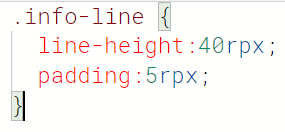 .info-line {
  line-height:40rpx;
  padding:5rpx;
}